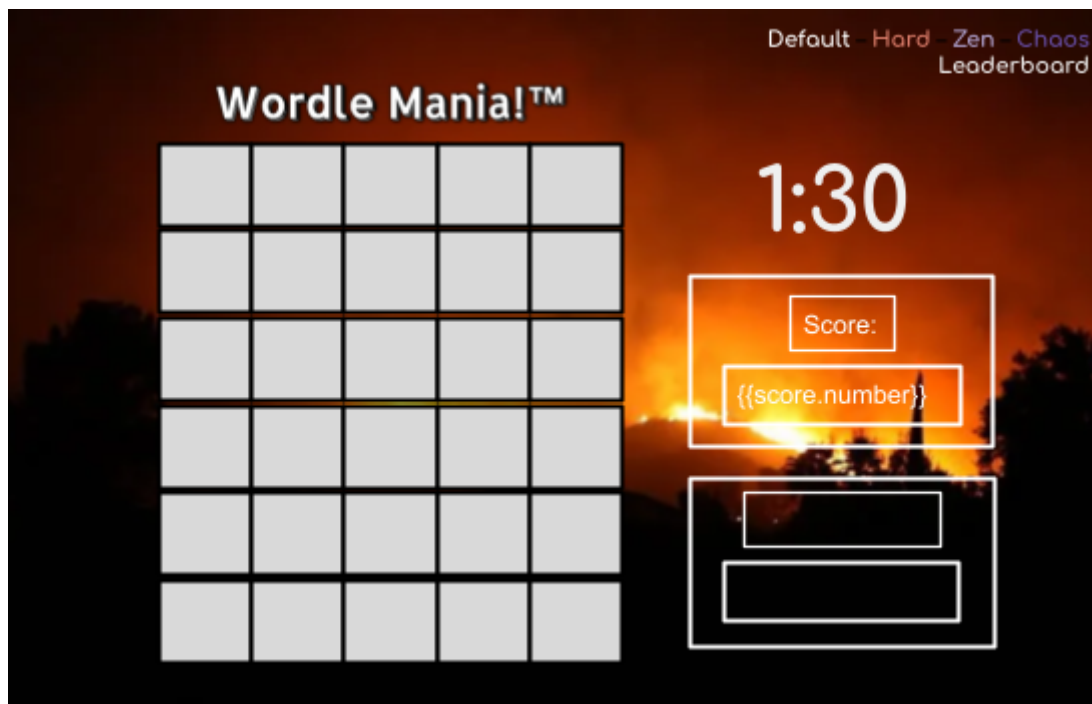 Default - Hard - Zen - Chaos
Leaderboard
Wordle Mania!™
1:30
Score:
{{score.number}}